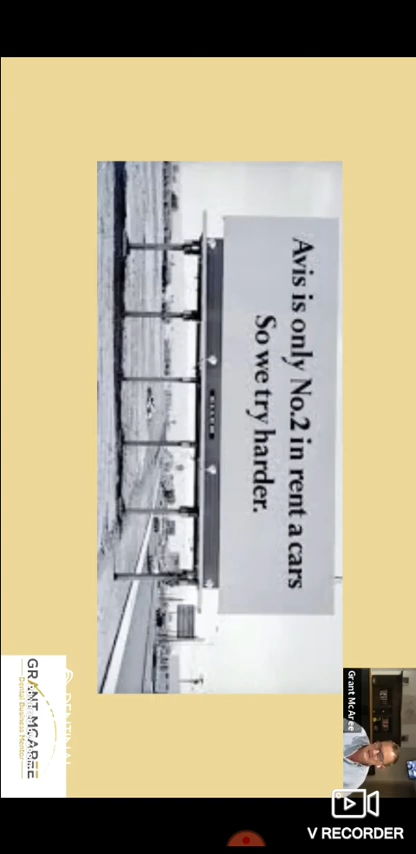 Avis is only No.2 in rent a cars
So we try harder.
Grant McAree
GRANT MCAREE
Dental Business Mentor
V RECORDER